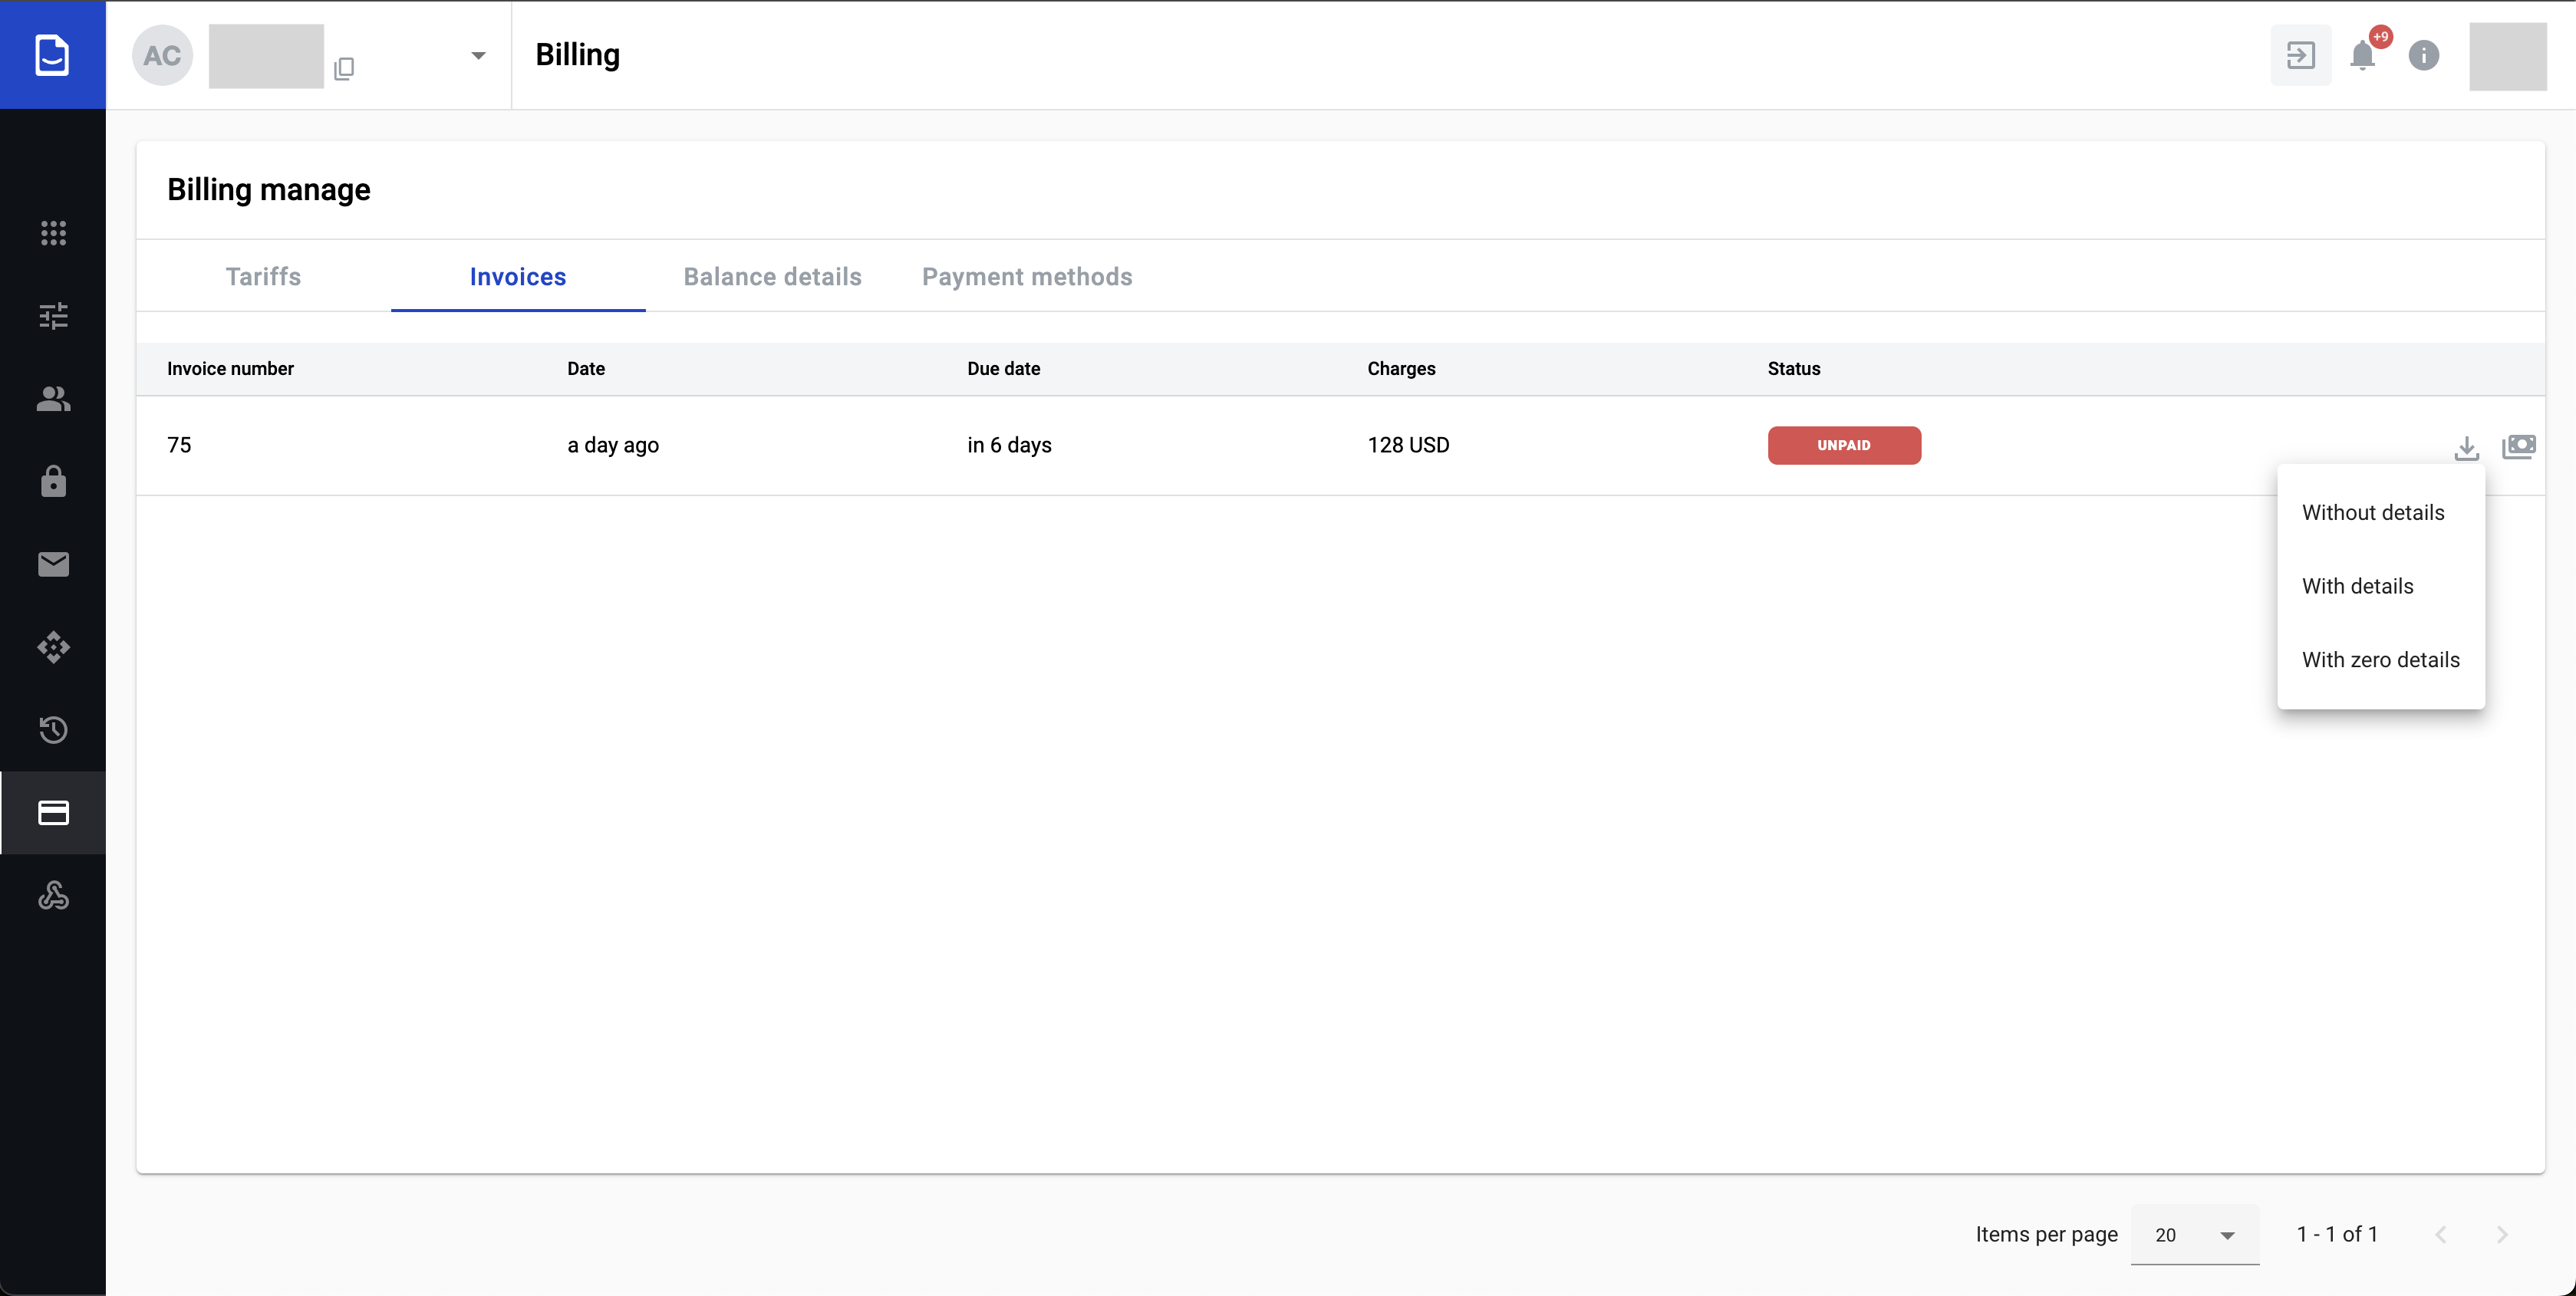 AC
Billing
+9
Billing manage
Tariffs Invoices Balance details Payment methods
Invoice number Date Due date Charges Status
75 a day ago in 6 days 128 USD UNPAID
Without details
With details
With zero details
Items per page 20 1 - 1 of 1